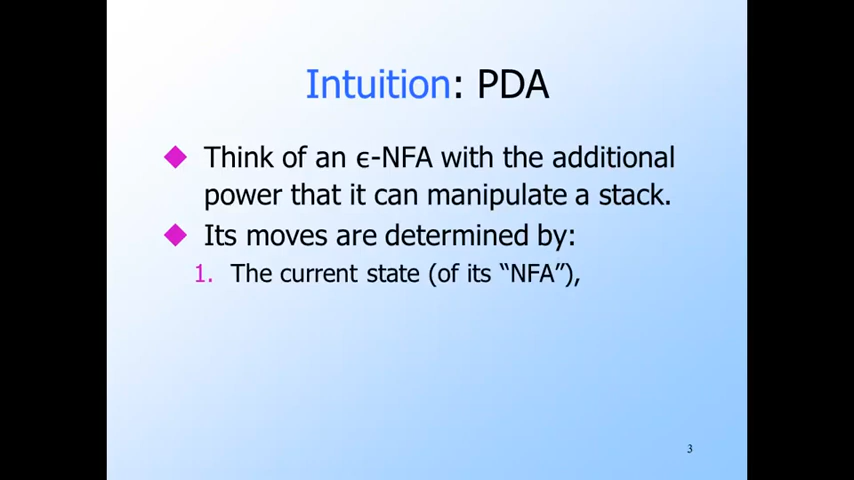 Intuition: PDA
◆ Think of an ϵ-NFA with the additional
power that it can manipulate a stack.
◆ Its moves are determined by:
1. The current state (of its “NFA”),
3